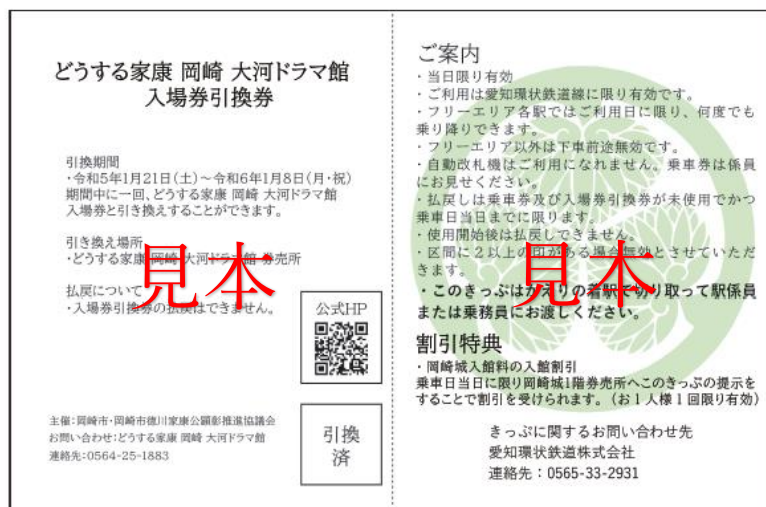 どうする家康 岡崎 大河ドラマ館
入場券引換券
引換期間
・令和5年1月21日(土)～令和6年1月8日(月・祝)
期間中に一回、どうする家康 岡崎 大河ドラマ館
入場券と引き換えすることができます。
引き換え場所
・どうする家康 岡崎 大河ドラマ館 券売所
払戻について
・入場券引換券の払戻はできません。
見本
公式HP
主催：岡崎市・岡崎市徳川家康公顕彰推進協議会
お問い合わせ：どうする家康 岡崎 大河ドラマ館
連絡先：0564-25-1883
引換
済
ご案内
・当日限り有効
・ご利用は愛知環状鉄道線に限り有効です。
・フリーエリア各駅ではご利用日に限り、何度でも
乗り降りできます。
・フリーエリア以外は下車前途無効です。
・自動改札機はご利用になれません。乗車券は係員
にお見せください。
・払戻しは乗車券及び入場券引換券が未使用でかつ
乗車日当日までに限ります。
・使用開始後は払戻しできません。
・区間に２以上の印がある場合無効とさせていただ
きます。
・このきっぷはかえりの着駅で切り取って駅係員
または乗務員にお渡しください。
見本
割引特典
・岡崎城入館料の入館割引
乗車日当日に限り岡崎城1階券売所へこのきっぷの提示を
することで割引を受けられます。（お１人様１回限り有効）
きっぷに関するお問い合わせ先
愛知環状鉄道株式会社
連絡先：0565-33-2931